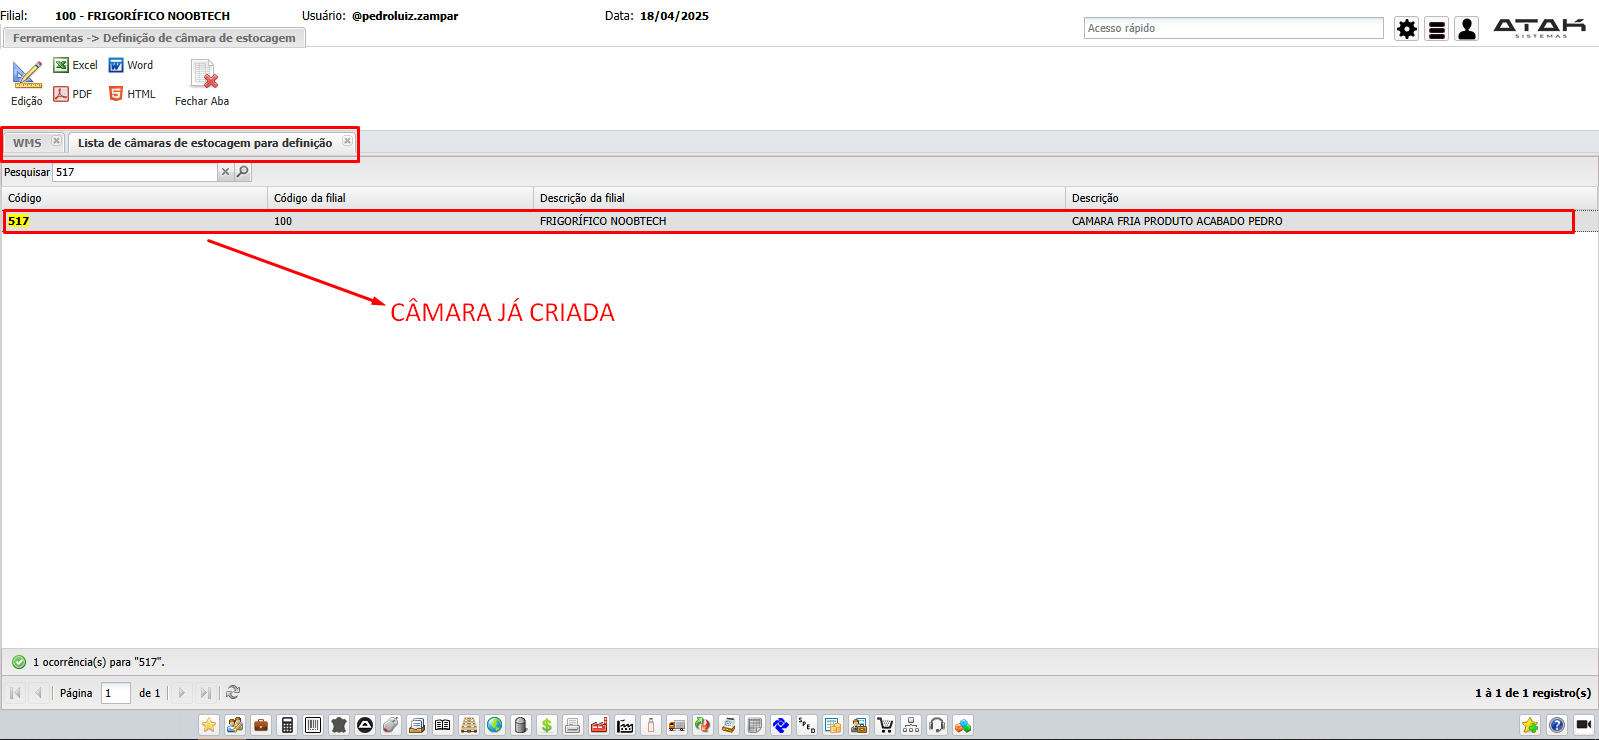 Filial: 100 - FRIGORÍFICO NOOBTECH Usuário: @pedroluiz.zampar Data: 18/04/2025
Acesso rápido
ATAK
SISTEMAS
Ferramentas -> Definição de câmara de estocagem
Excel Word
Edição PDF HTML Fechar Aba
WMS Lista de câmaras de estocagem para definição
Pesquisar 517
Código Código da filial Descrição da filial Descrição
517 100 FRIGORÍFICO NOOBTECH CAMARA FRIA PRODUTO ACABADO PEDRO
CÂMARA JÁ CRIADA
1 ocorrência(s) para "517".
Página 1 de 1 1 à 1 de 1 registro(s)
SPED